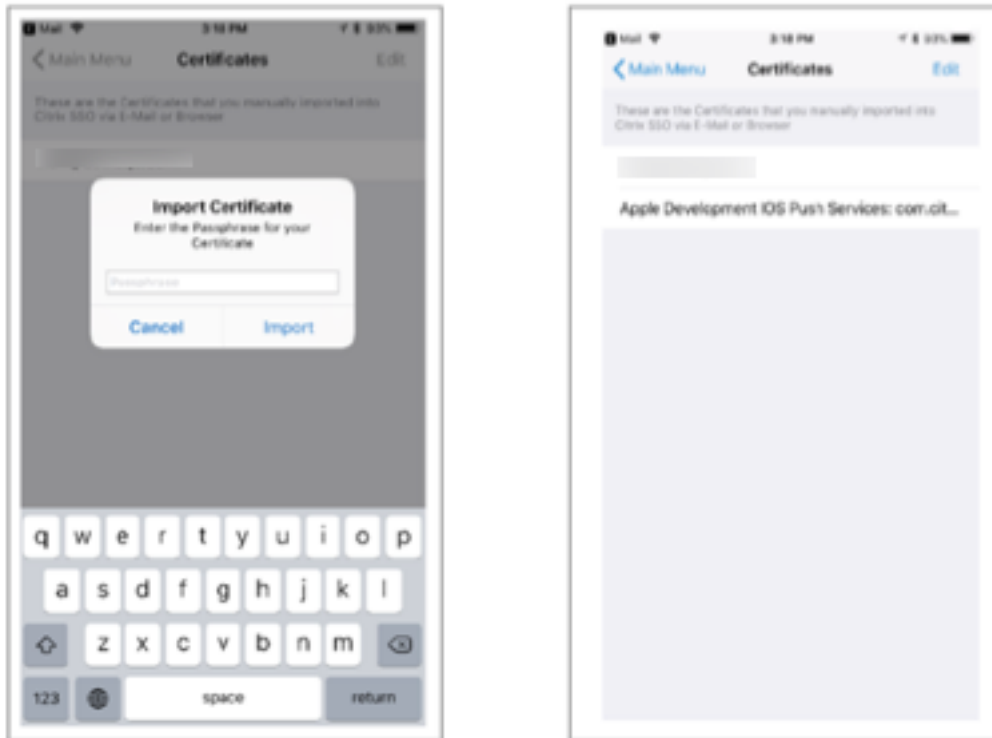 Mail 3:18 PM 93%
Main Menu Certificates Edit
These are the Certificates that you manually imported into
Citrix SSO via E-Mail or Browser
Import Certificate
Enter the Passphrase for your
Certificate
Passphrase
Cancel Import
q w e r t y u i o p
a s d f g h j k l
z x c v b n m
123 space return
Mail 3:18 PM 93%
Main Menu Certificates Edit
These are the Certificates that you manually imported into
Citrix SSO via E-Mail or Browser
Apple Development IOS Push Services: com.cit...